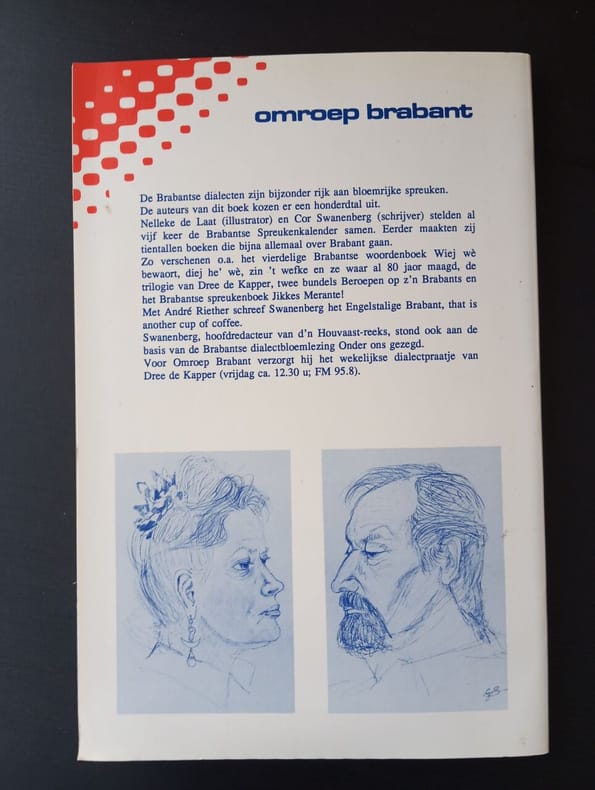 omroep brabant
De Brabantse dialecten zijn bijzonder rijk aan bloemrijke spreuken.
De auteurs van dit boek kozen er een honderdtal uit.
Nelleke de Laat (illustrator) en Cor Swanenberg (schrijver) stelden al
vijf keer de Brabantse Spreukenkalender samen. Eerder maakten zij
tientallen boeken die bijna allemaal over Brabant gaan.
Zo verschenen o.a. het vierdelige Brabantse woordenboek Wiej wè
bewaort, diej he' wè, zin 't wefke en ze waar al 80 jaor maagd, de
trilogie van Dree de Kapper, twee bundels Beroepen op z'n Brabants en
het Brabantse spreukenboek Jikkes Merante!
Met André Riether schreef Swanenberg het Engelstalige Brabant, that is
another cup of coffee.
Swanenberg, hoofdredacteur van d'n Houvaast-reeks, stond ook aan de
basis van de Brabantse dialectbloemlezing Onder ons gezegd.
Voor Omroep Brabant verzorgt hij het wekelijkse dialectpraatje van
Dree de Kapper (vrijdag ca. 12.30 u; FM 95.8).